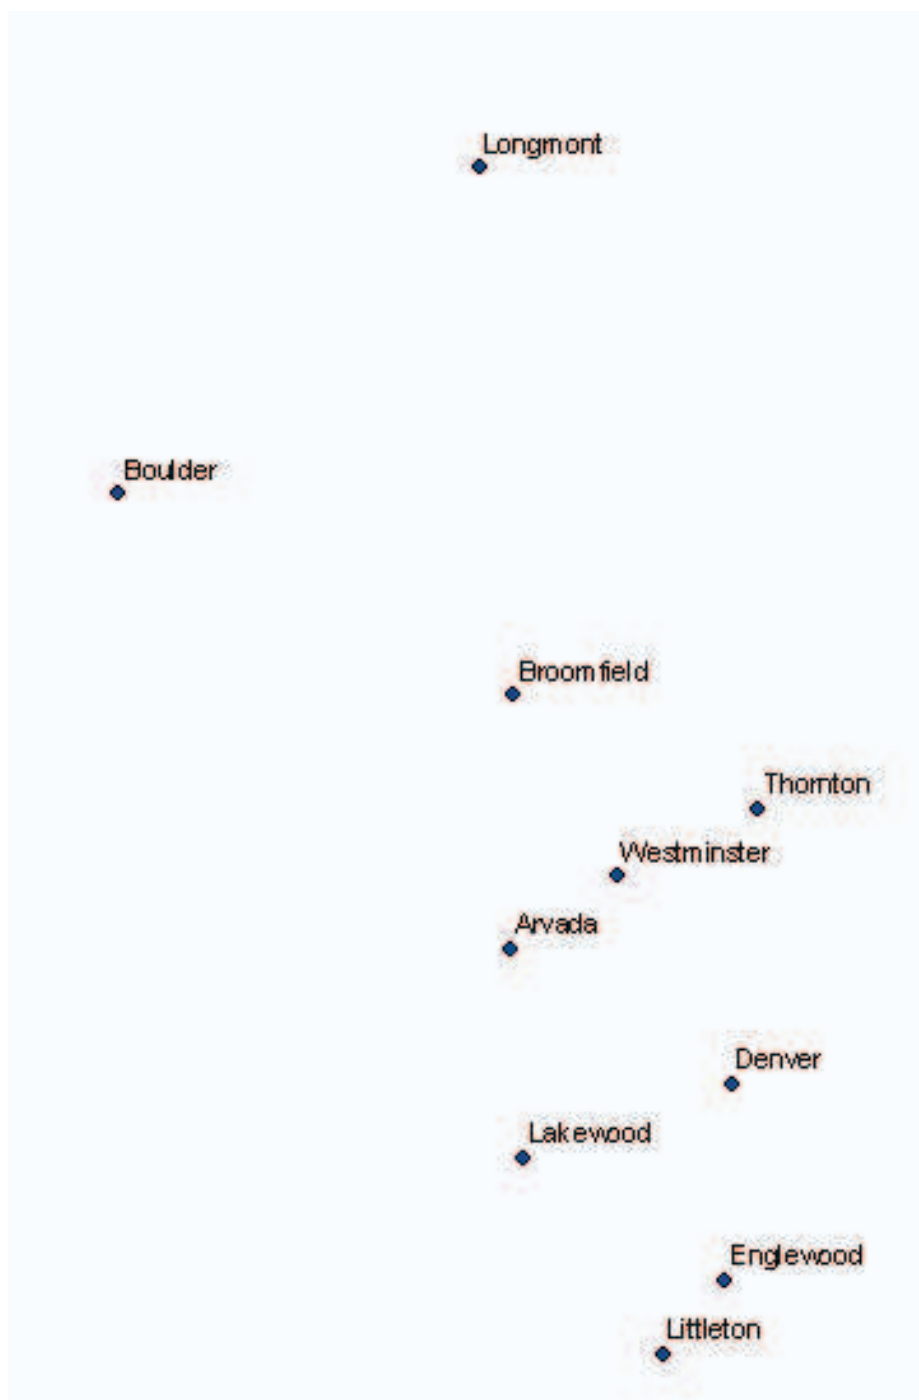 Longmont
Boulder
Broomfield
Thornton
Westminster
Arvada
Denver
Lakewood
Englewood
Littleton